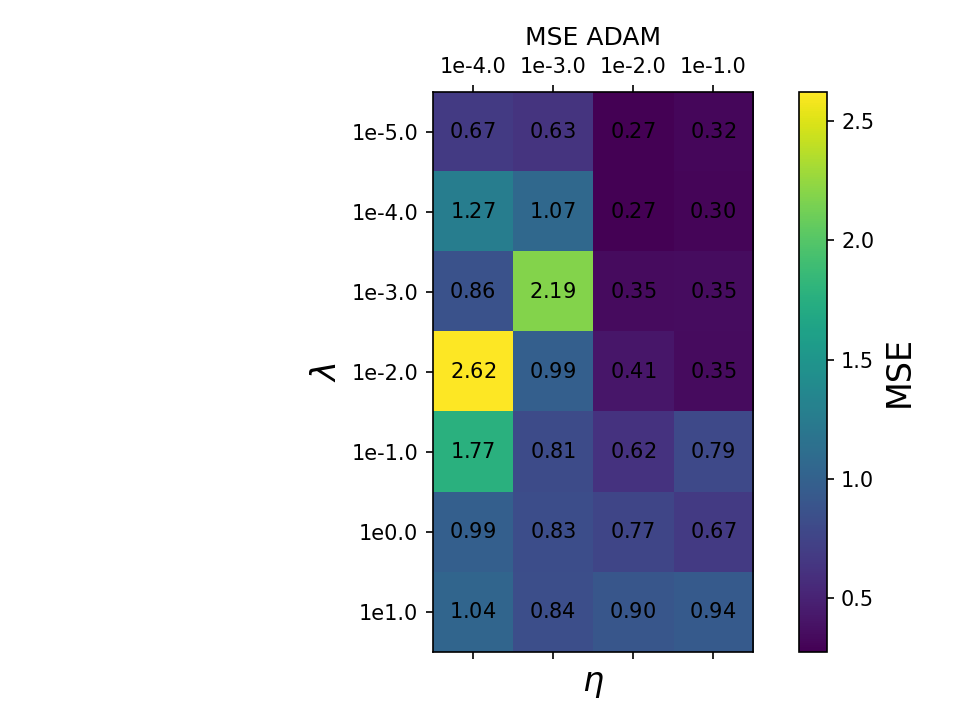 MSE ADAM
1e-4.0 1e-3.0 1e-2.0 1e-1.0
1e-5.0 0.67 0.63 0.27 0.32
1e-4.0 1.27 1.07 0.27 0.30
1e-3.0 0.86 2.19 0.35 0.35
1e-2.0 2.62 0.99 0.41 0.35
1e-1.0 1.77 0.81 0.62 0.79
1e0.0 0.99 0.83 0.77 0.67
1e1.0 1.04 0.84 0.90 0.94
λ
η
2.5
2.0
1.5
1.0
0.5
MSE